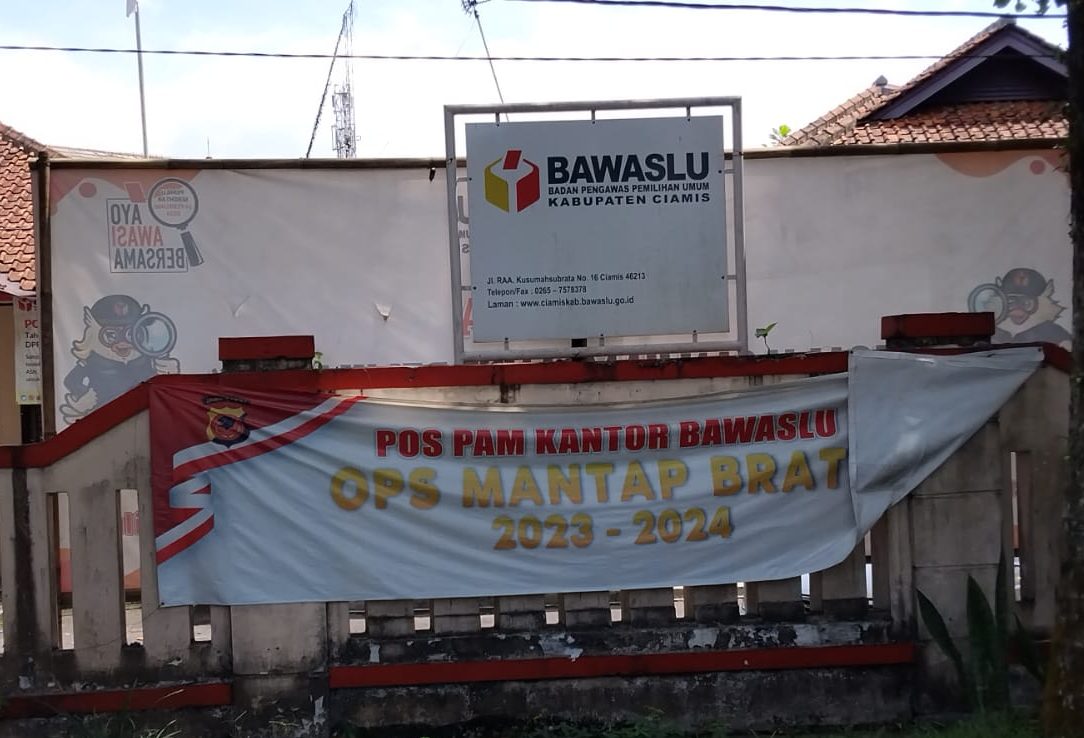 BAWASLU
BADAN PENGAWAS PEMILIHAN UMUM
KABUPATEN CIAMIS
Jl. RAA. Kusumahsubrata No. 16 Ciamis 46213
Telepon/Fax : 0265 – 7578378
Laman : www.ciamiskab.bawaslu.go.id
AYO
AWASI
BERSAMA
POS PAM KANTOR BAWASLU
OPS MANTAP BRAT
2023 - 2024